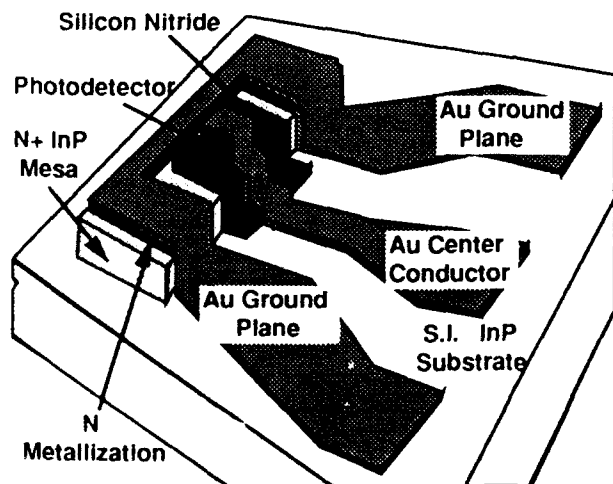 Silicon Nitride
Photodetector
N+ InP
Mesa
Au Ground
Plane
Au Center
Conductor
Au Ground
Plane
S.I. InP
Substrate
N
Metallization